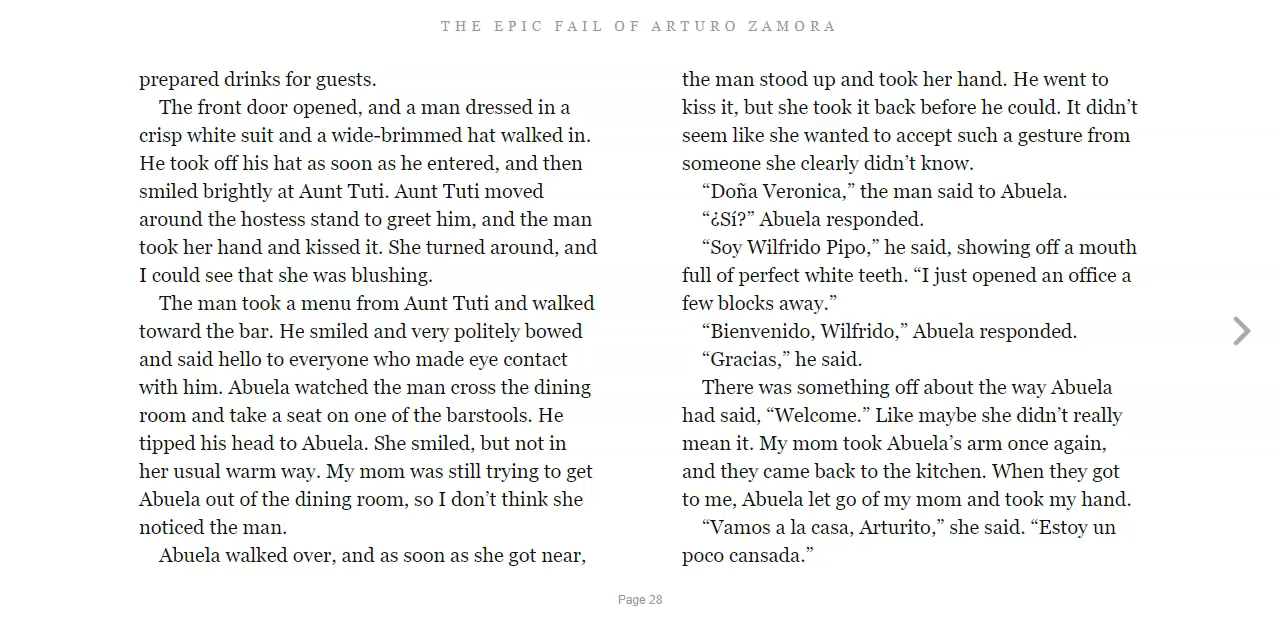 THE EPIC FAIL OF ARTURO ZAMORA
prepared drinks for guests.
The front door opened, and a man dressed in a
crisp white suit and a wide-brimmed hat walked in.
He took off his hat as soon as he entered, and then
smiled brightly at Aunt Tuti. Aunt Tuti moved
around the hostess stand to greet him, and the man
took her hand and kissed it. She turned around, and
I could see that she was blushing.
The man took a menu from Aunt Tuti and walked
toward the bar. He smiled and very politely bowed
and said hello to everyone who made eye contact
with him. Abuela watched the man cross the dining
room and take a seat on one of the barstools. He
tipped his head to Abuela. She smiled, but not in
her usual warm way. My mom was still trying to get
Abuela out of the dining room, so I don’t think she
noticed the man.
Abuela walked over, and as soon as she got near,
the man stood up and took her hand. He went to
kiss it, but she took it back before he could. It didn’t
seem like she wanted to accept such a gesture from
someone she clearly didn’t know.
“Doña Veronica,” the man said to Abuela.
“¿Sí?” Abuela responded.
“Soy Wilfrido Pipo,” he said, showing off a mouth
full of perfect white teeth. “I just opened an office a
few blocks away.”
“Bienvenido, Wilfrido,” Abuela responded.
“Gracias,” he said.
There was something off about the way Abuela
had said, “Welcome.” Like maybe she didn’t really
mean it. My mom took Abuela’s arm once again,
and they came back to the kitchen. When they got
to me, Abuela let go of my mom and took my hand.
“Vamos a la casa, Arturito,” she said. “Estoy un
poco cansada.”
Page 28